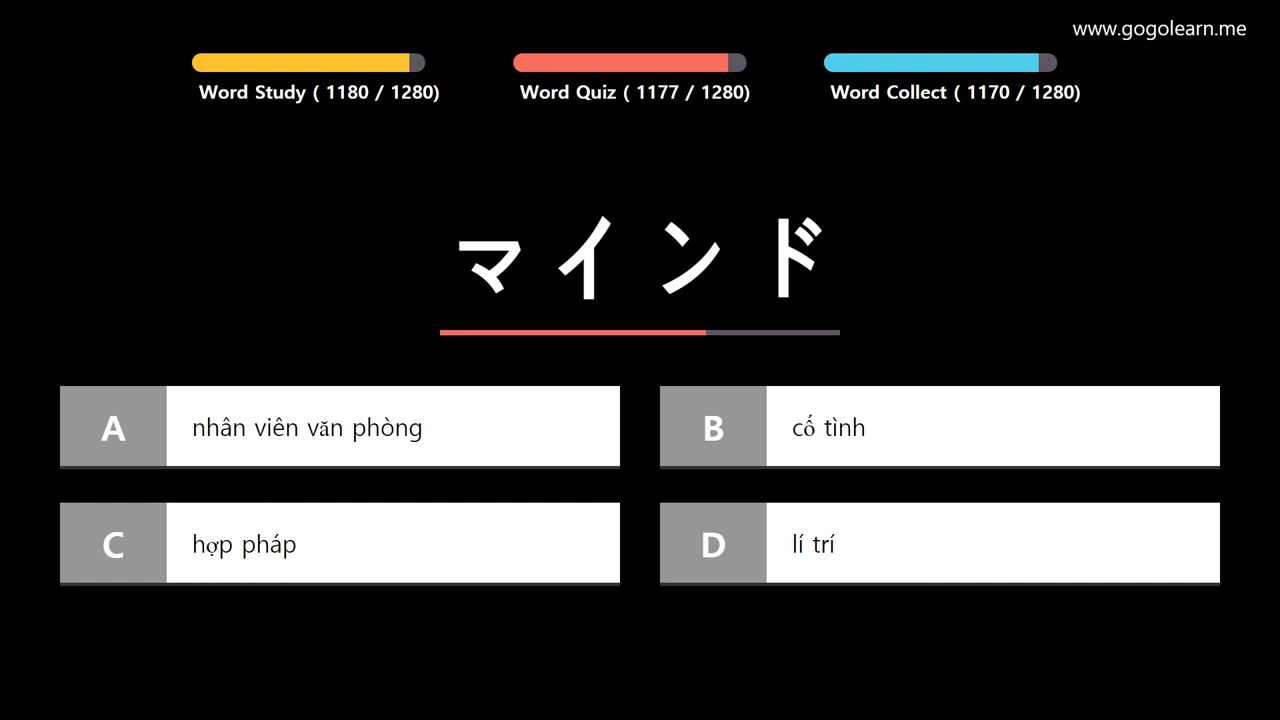 www.gogolearn.me
Word Study ( 1180 / 1280)
Word Quiz ( 1177 / 1280)
Word Collect ( 1170 / 1280)
マインド
A nhân viên văn phòng
B cố tình
C hợp pháp
D lí trí